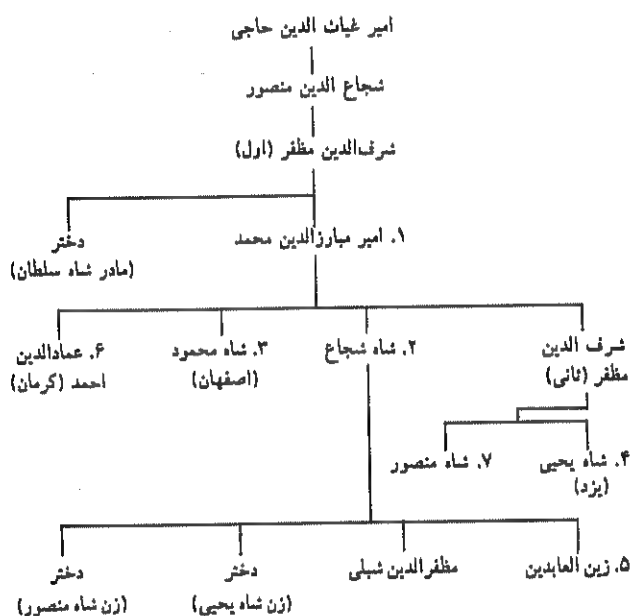 امیر غیاث الدین حاجی
شجاع الدین منصور
شرف‌الدین مظفر (اول)
۱. امیر مبارزالدین محمد
دختر
(مادر شاه سلطان)
شرف الدین
مظفر (ثانی)
۲. شاه شجاع
۳. شاه محمود
(اصفهان)
۶. عمادالدین
احمد (کرمان)
۴. شاه یحیی
(یزد)
۷. شاه منصور
۵. زین العابدین
مظفرالدین شبلی
دختر
(زن شاه یحیی)
دختر
(زن شاه منصور)